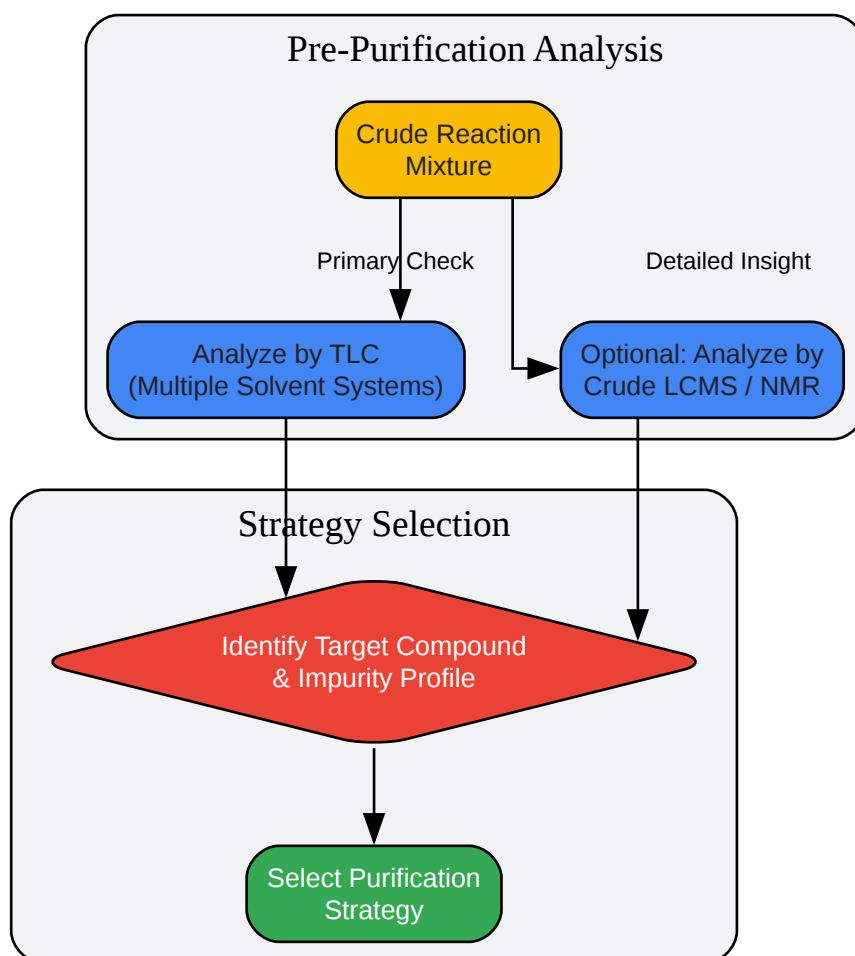 Pre-Purification Analysis
Crude Reaction
Mixture
Primary Check
Detailed Insight
Analyze by TLC
(Multiple Solvent Systems)
Optional: Analyze by
Crude LCMS / NMR
Strategy Selection
Identify Target Compound
& Impurity Profile
Select Purification
Strategy